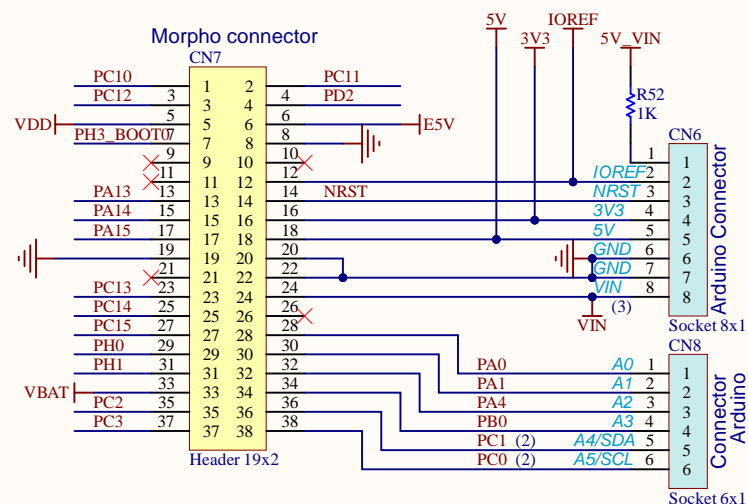 5V
IOREF
3V3
5V_VIN
Morpho connector
CN7
PC10 1 2 PC11
PC12 3 3 4 4 PD2
VDD 5 5 6 6 E5V
PH3_BOOT0 7 7 8 8
9 9 10 10
11 11 12 12
PA13 13 13 14 14 NRST
PA14 15 15 16 16
PA15 17 17 18 18
19 19 20 20
21 21 22 22
PC13 23 23 24 24
PC14 25 25 26 26
PC15 27 27 28 28
PH0 29 29 30 30
PH1 31 31 32 32
VBAT 33 33 34 34
PC2 35 35 36 36
PC3 37 37 38 38
Header 19x2
R52
1K
CN6
1 1
IOREF 2 2
NRST 3 3
3V3 4 4
5V 5 5
GND 6 6
GND 7 7
VIN 8 8
(3)
VIN
Arduino Connector
Socket 8x1
CN8
PA0 A0 1 1
PA1 A1 2 2
PA4 A2 3 3
PB0 A3 4 4
PC1 (2) A4/SDA 5 5
PC0 (2) A5/SCL 6 6
Connector
Arduino
Socket 6x1